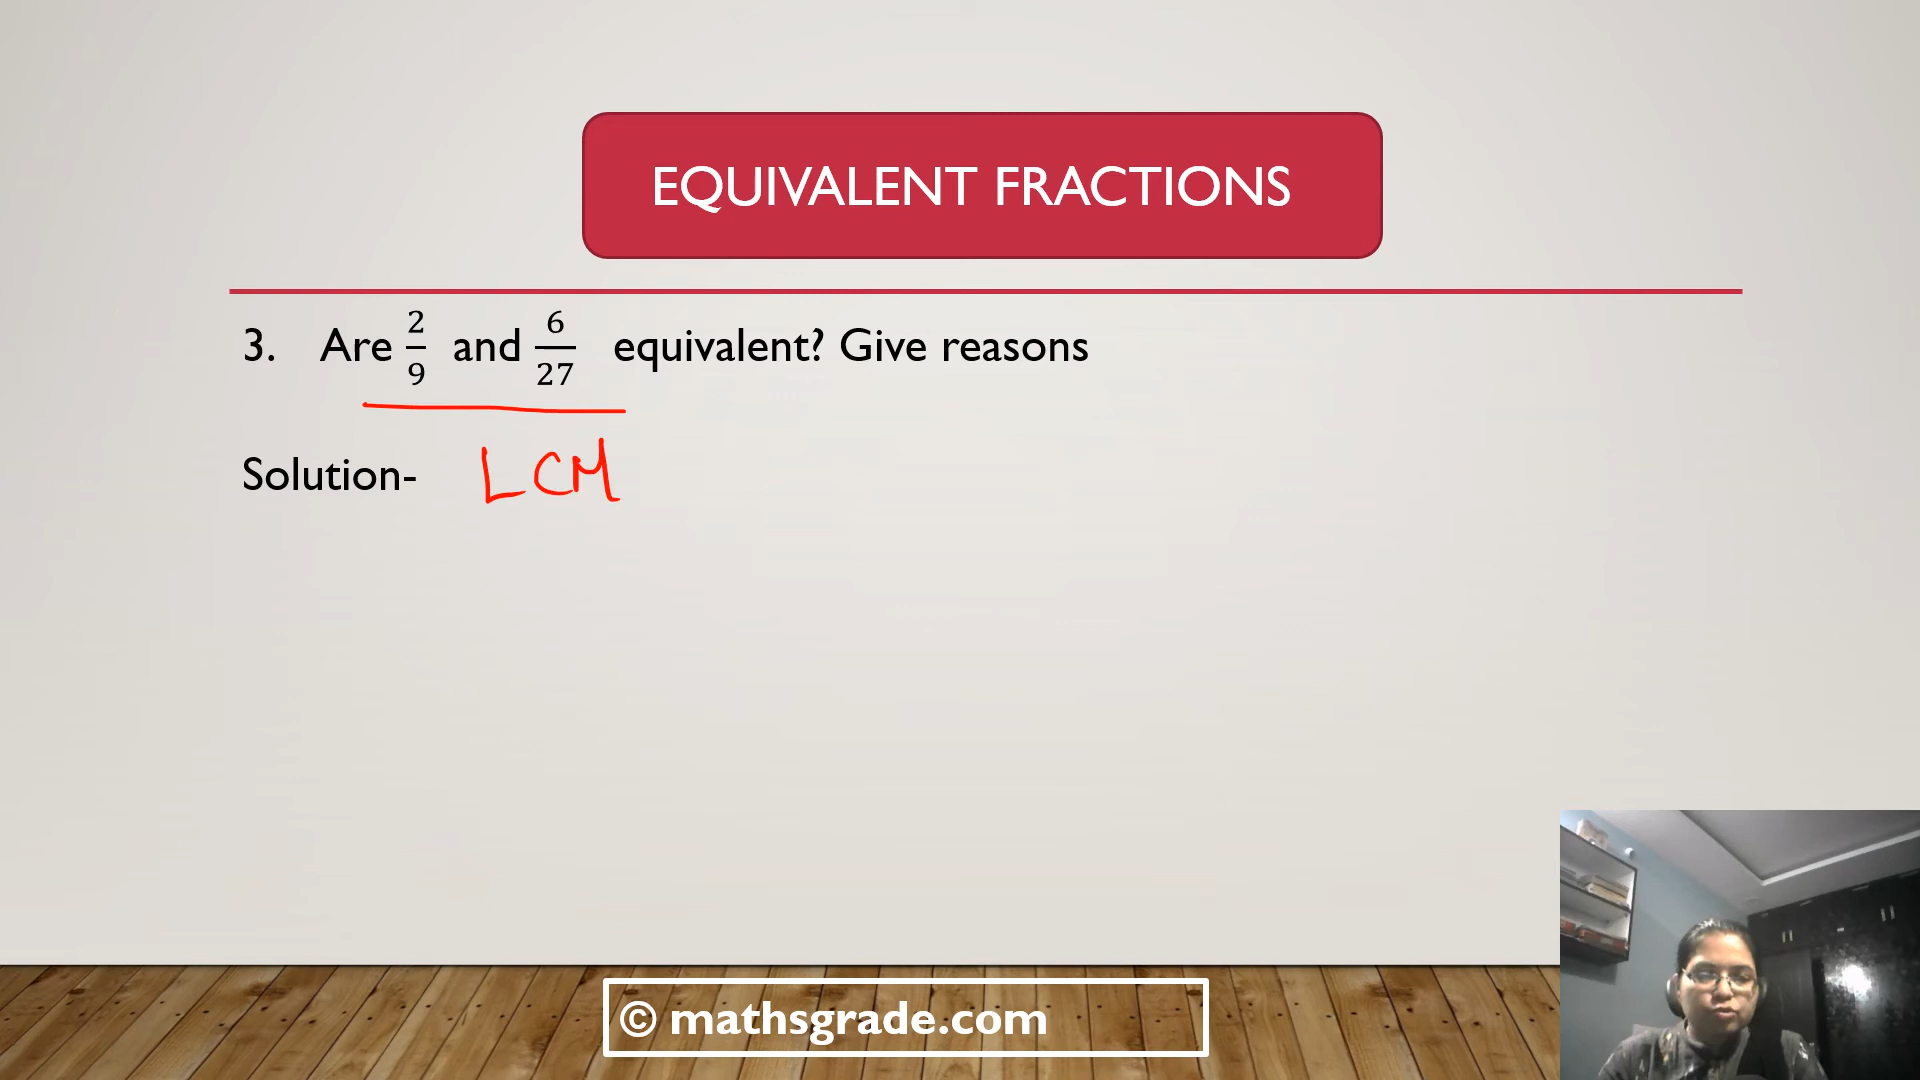 EQUIVALENT FRACTIONS
3. Are 2/9 and 6/27 equivalent? Give reasons
Solution- LCM
© mathsgrade.com